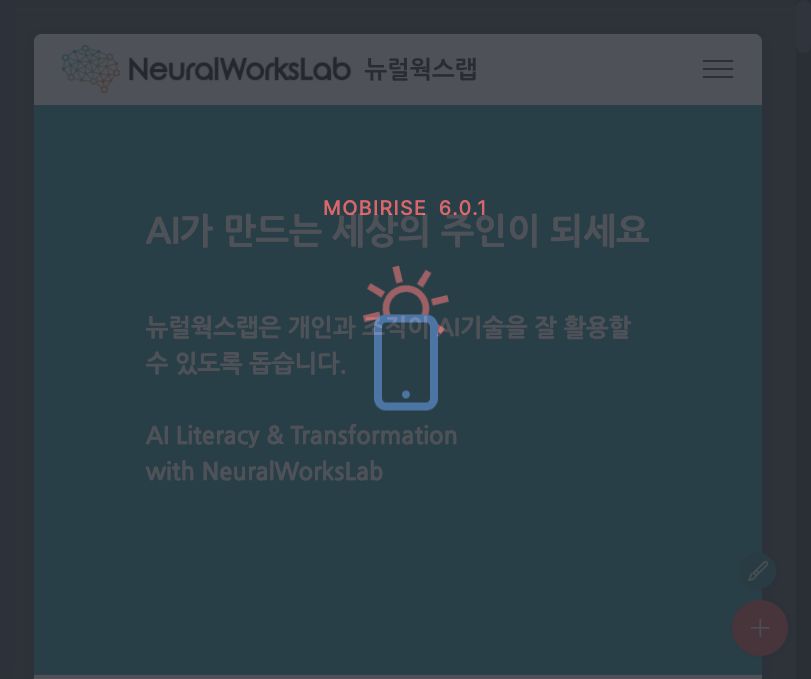 NeuralWorksLab 뉴럴웍스랩
MOBIRISE 6.0.1
AI가 만드는 세상의 주인이 되세요
뉴럴웍스랩은 개인과 조직이 AI기술을 잘 활용할
수 있도록 돕습니다.
AI Literacy & Transformation
with NeuralWorksLab